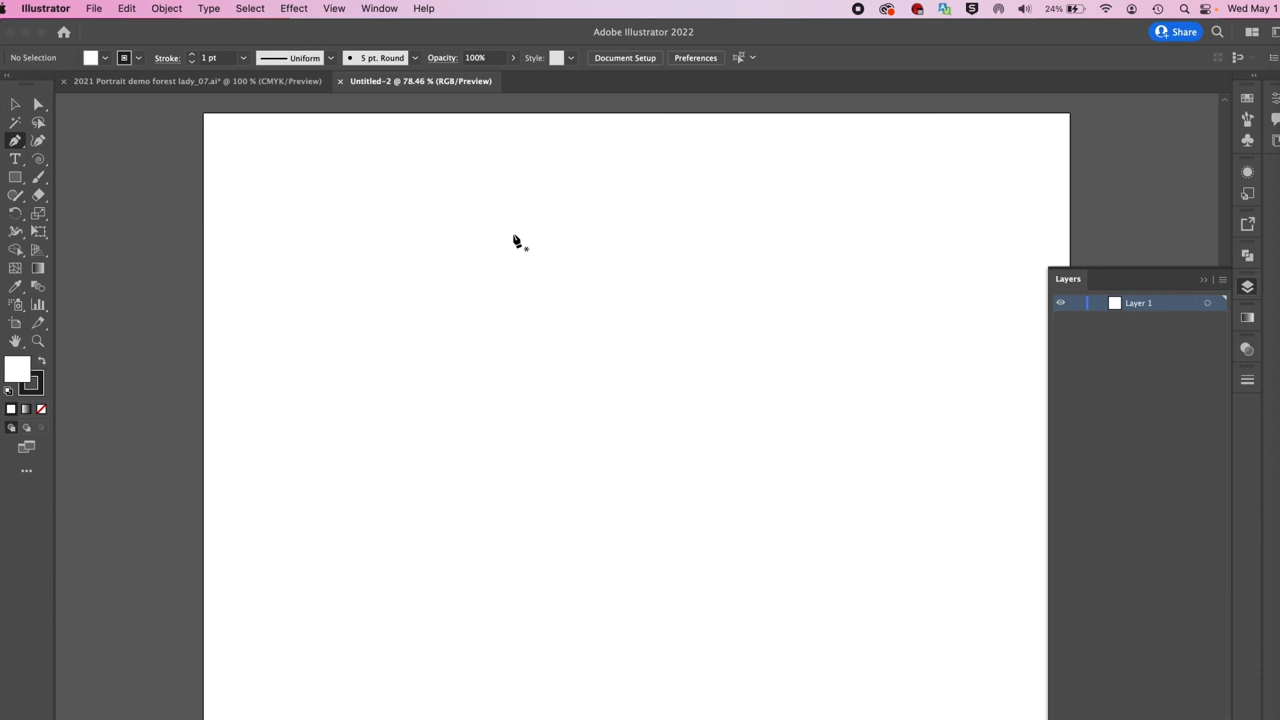 Illustrator File Edit Object Type Select Effect View Window Help 24% Wed May 1
Adobe Illustrator 2022 Share
No Selection Stroke: 1 pt Uniform 5 pt. Round Opacity: 100% Style: Document Setup Preferences
2021 Portrait demo forest lady_07.ai* @ 100 % (CMYK/Preview) Untitled-2 @ 78.46 % (RGB/Preview)
Layers
Layer 1